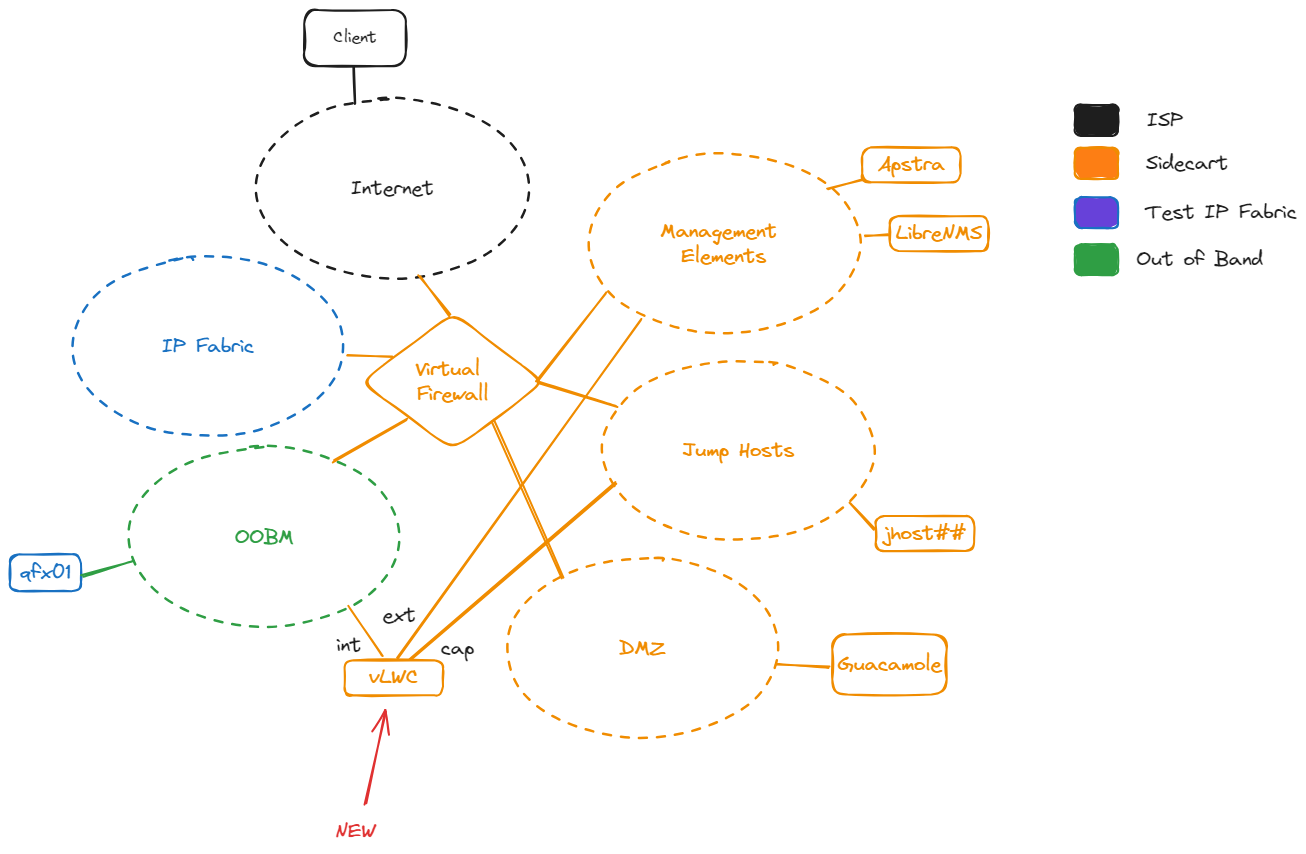 Client
Internet
Apstra
Management
Elements
LibreNMS
ISP
Sidecart
Test IP Fabric
Out of Band
IP Fabric
Virtual
Firewall
Jump Hosts
jhost##
OOBM
qfx01
ext
int
cap
vLWC
DMZ
Guacamole
NEW